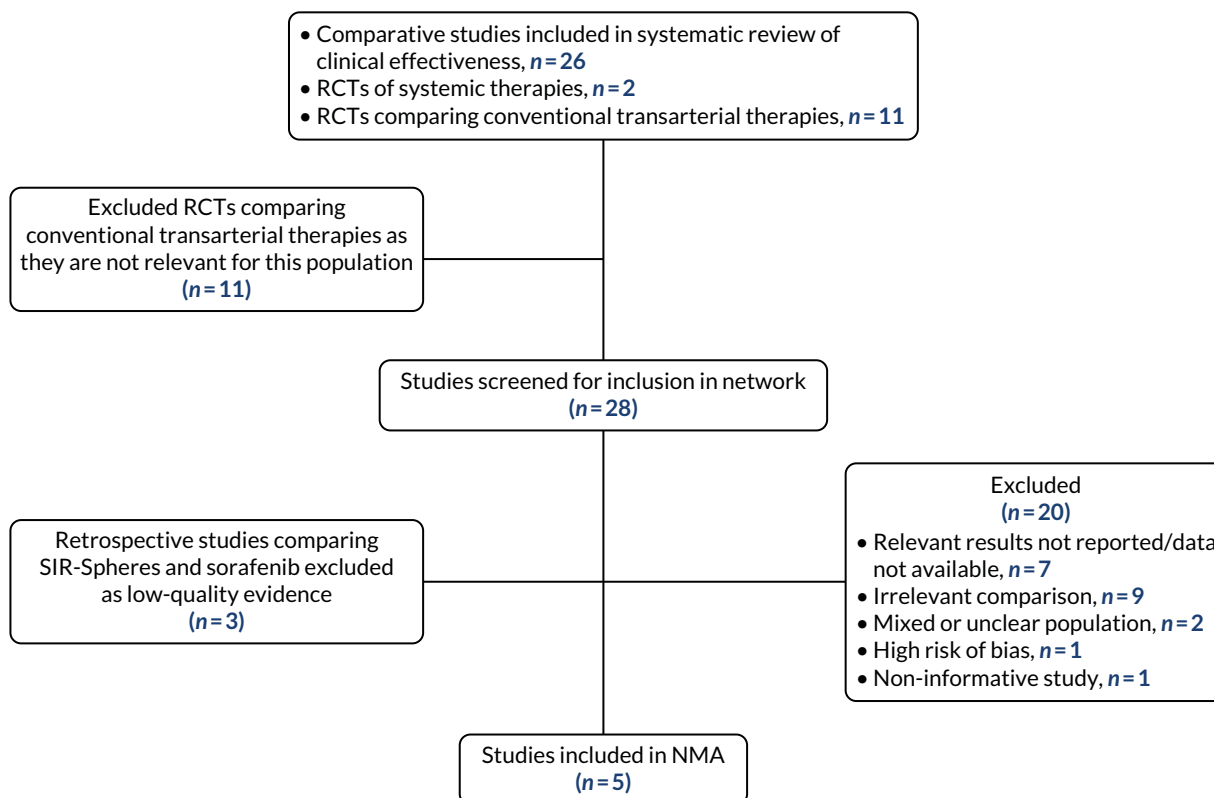 • Comparative studies included in systematic review of
clinical effectiveness, n = 26
• RCTs of systemic therapies, n = 2
• RCTs comparing conventional transarterial therapies, n = 11
Excluded RCTs comparing
conventional transarterial therapies as
they are not relevant for this population
(n = 11)
Studies screened for inclusion in network
(n = 28)
Retrospective studies comparing
SIR-Spheres and sorafenib excluded
as low-quality evidence
(n = 3)
Excluded
(n = 20)
• Relevant results not reported/data
not available, n = 7
• Irrelevant comparison, n = 9
• Mixed or unclear population, n = 2
• High risk of bias, n = 1
• Non-informative study, n = 1
Studies included in NMA
(n = 5)